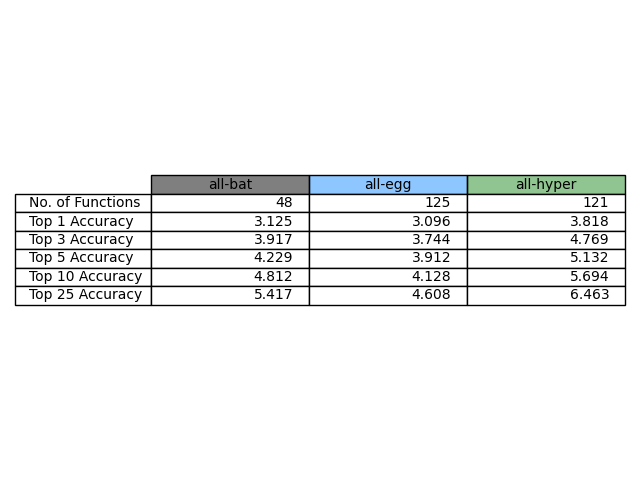 all-bat all-egg all-hyper
No. of Functions 48 125 121
Top 1 Accuracy 3.125 3.096 3.818
Top 3 Accuracy 3.917 3.744 4.769
Top 5 Accuracy 4.229 3.912 5.132
Top 10 Accuracy 4.812 4.128 5.694
Top 25 Accuracy 5.417 4.608 6.463